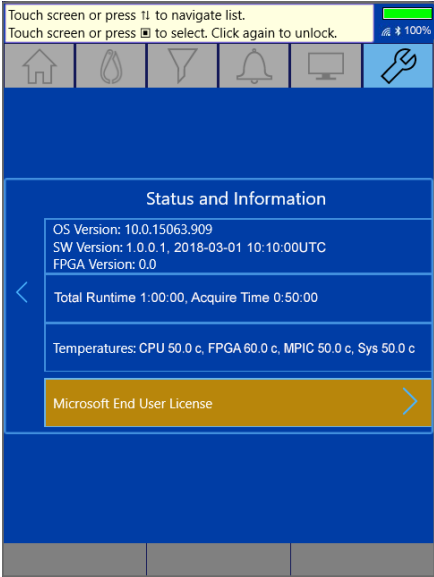 Touch screen or press ⇅ to navigate list.
Touch screen or press ▣ to select. Click again to unlock.
100%
Status and Information
OS Version: 10.0.15063.909
SW Version: 1.0.0.1, 2018-03-01 10:10:00UTC
FPGA Version: 0.0
Total Runtime 1:00:00, Acquire Time 0:50:00
Temperatures: CPU 50.0 c, FPGA 60.0 c, MPIC 50.0 c, Sys 50.0 c
Microsoft End User License